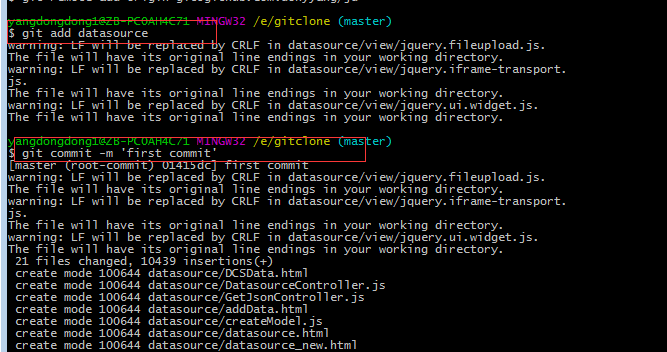 yangdongdong1@ZB-PC0AH4C71 MINGW32 /e/gitclone (master)
$ git add datasource
warning: LF will be replaced by CRLF in datasource/view/jquery.fileupload.js.
The file will have its original line endings in your working directory.
warning: LF will be replaced by CRLF in datasource/view/jquery.iframe-transport.
js.
The file will have its original line endings in your working directory.
warning: LF will be replaced by CRLF in datasource/view/jquery.ui.widget.js.
The file will have its original line endings in your working directory.
yangdongdong1@ZB-PC0AH4C71 MINGW32 /e/gitclone (master)
$ git commit -m 'first commit'
[master (root-commit) 01415dc] first commit
warning: LF will be replaced by CRLF in datasource/view/jquery.fileupload.js.
The file will have its original line endings in your working directory.
warning: LF will be replaced by CRLF in datasource/view/jquery.iframe-transport.
js.
The file will have its original line endings in your working directory.
warning: LF will be replaced by CRLF in datasource/view/jquery.ui.widget.js.
The file will have its original line endings in your working directory.
21 files changed, 10439 insertions(+)
create mode 100644 datasource/DCSData.html
create mode 100644 datasource/DatasourceController.js
create mode 100644 datasource/GetJsonController.js
create mode 100644 datasource/addData.html
create mode 100644 datasource/createModel.js
create mode 100644 datasource/datasource.html
create mode 100644 datasource/datasource_new.html